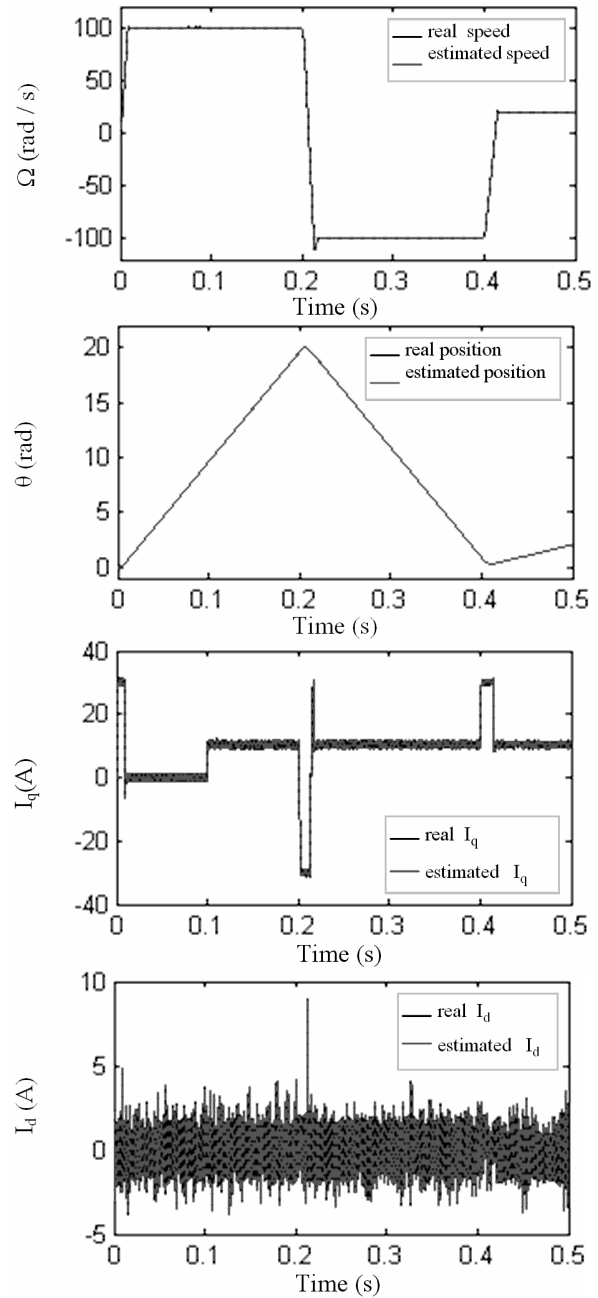 100
50
0
-50
-100
Ω (rad / s)
real speed
estimated speed
0 0.1 0.2 0.3 0.4 0.5
Time (s)
20
15
10
5
0
θ (rad)
real position
estimated position
0 0.1 0.2 0.3 0.4 0.5
Time (s)
40
20
0
-20
-40
Iq(A)
real Iq
estimated Iq
0 0.1 0.2 0.3 0.4 0.5
Time (s)
10
5
0
-5
Id (A)
real Id
estimated Id
0 0.1 0.2 0.3 0.4 0.5
Time (s)